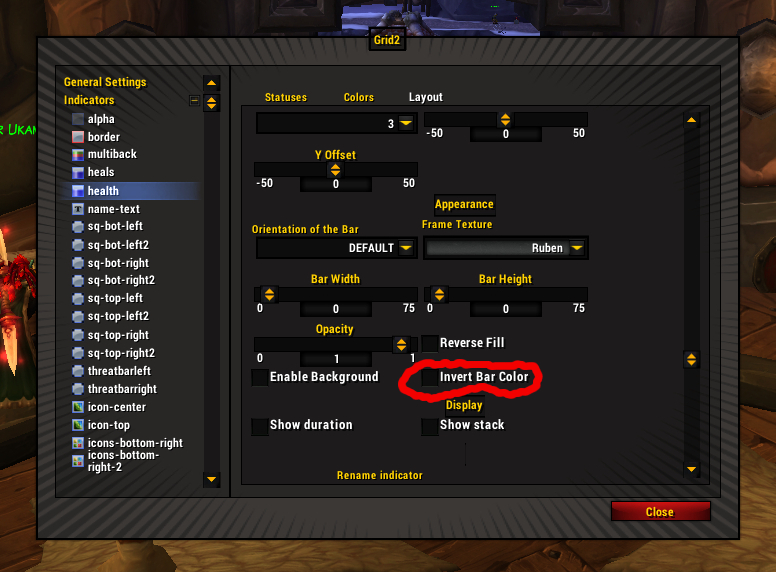 Grid2
General Settings
Indicators
alpha
border
multiback
heals
health
name-text
sq-bot-left
sq-bot-left2
sq-bot-right
sq-bot-right2
sq-top-left
sq-top-left2
sq-top-right
sq-top-right2
threatbarleft
threatbarright
icon-center
icon-top
icons-bottom-right
icons-bottom-
right-2
Statuses Colors Layout
3
-50 0 50
Y Offset
-50 0 50
Appearance
Orientation of the Bar Frame Texture
DEFAULT Ruben
Bar Width Bar Height
0 0 75 0 0 75
Opacity
0 1 1
Reverse Fill
Enable Background Invert Bar Color
Display
Show duration Show stack
Rename indicator
Close